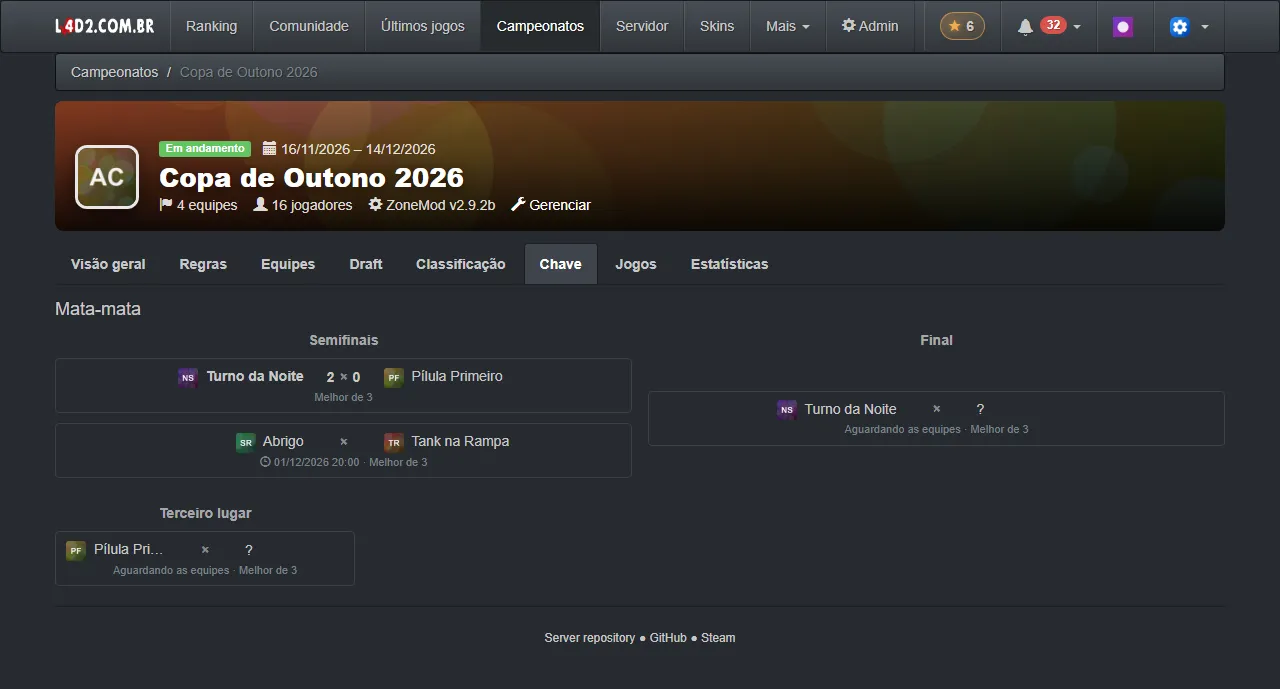 L4D2.COM.BR Ranking Comunidade Últimos jogos Campeonatos Servidor Skins Mais Admin 6 32
Campeonatos / Copa de Outono 2026
AC
Em andamento 16/11/2026 – 14/12/2026
Copa de Outono 2026
4 equipes 16 jogadores ZoneMod v2.9.2b Gerenciar
Visão geral Regras Equipes Draft Classificação Chave Jogos Estatísticas
Mata-mata
Semifinais
NS Turno da Noite 2 × 0 PF Pílula Primeiro
Melhor de 3
SR Abrigo × TR Tank na Rampa
01/12/2026 20:00 · Melhor de 3
Final
NS Turno da Noite × ?
Aguardando as equipes · Melhor de 3
Terceiro lugar
PF Pílula Pri… × ?
Aguardando as equipes · Melhor de 3
Server repository ● GitHub ● Steam